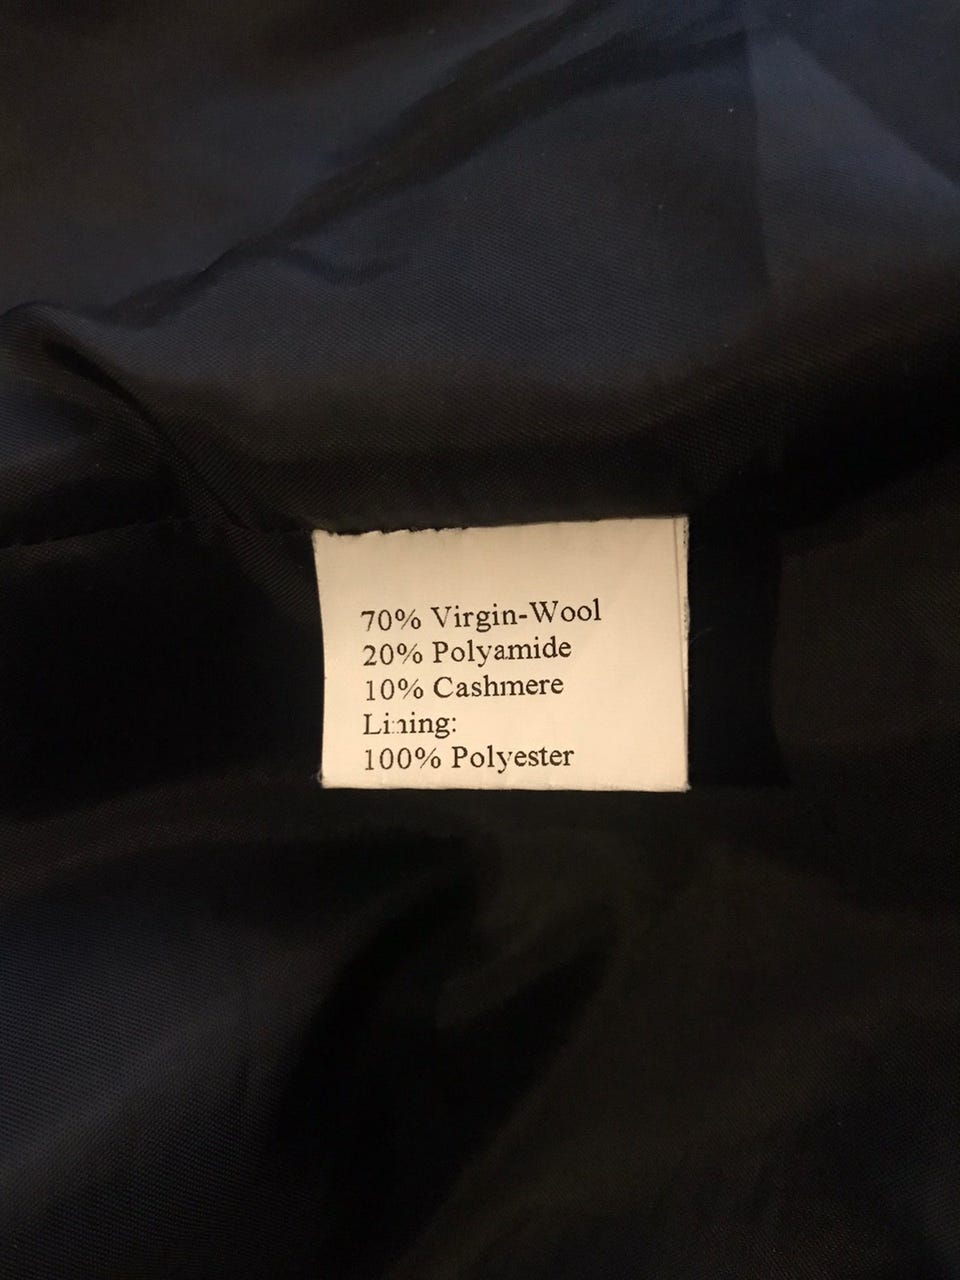 70% Virgin-Wool
20% Polyamide
10% Cashmere
Lining:
100% Polyester